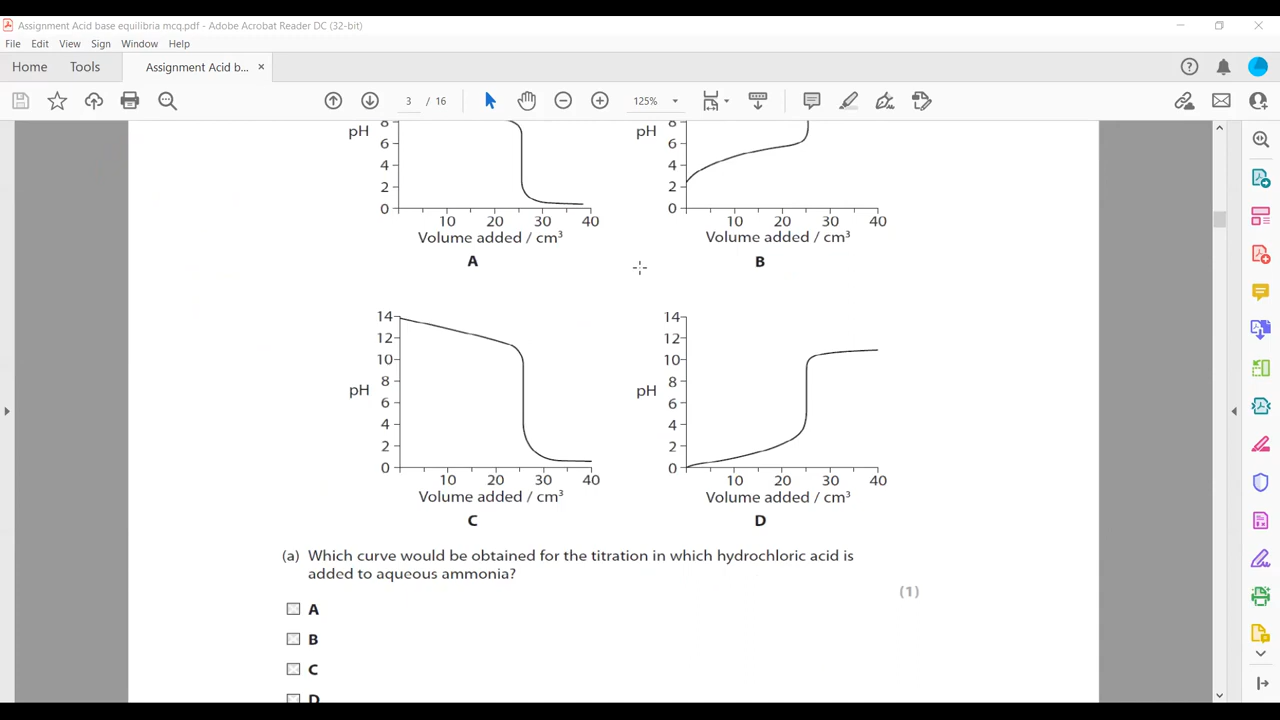 Assignment Acid base equilibria mcq.pdf - Adobe Acrobat Reader DC (32-bit)
File Edit View Sign Window Help
Home Tools Assignment Acid b... ×
3 / 16 125%
pH 8 6 4 2 0
10 20 30 40
Volume added / cm³
A
pH 8 6 4 2 0
10 20 30 40
Volume added / cm³
B
pH 14 12 10 8 6 4 2 0
10 20 30 40
Volume added / cm³
C
pH 14 12 10 8 6 4 2 0
10 20 30 40
Volume added / cm³
D
(a) Which curve would be obtained for the titration in which hydrochloric acid is
added to aqueous ammonia?
(1)
A
B
C
D